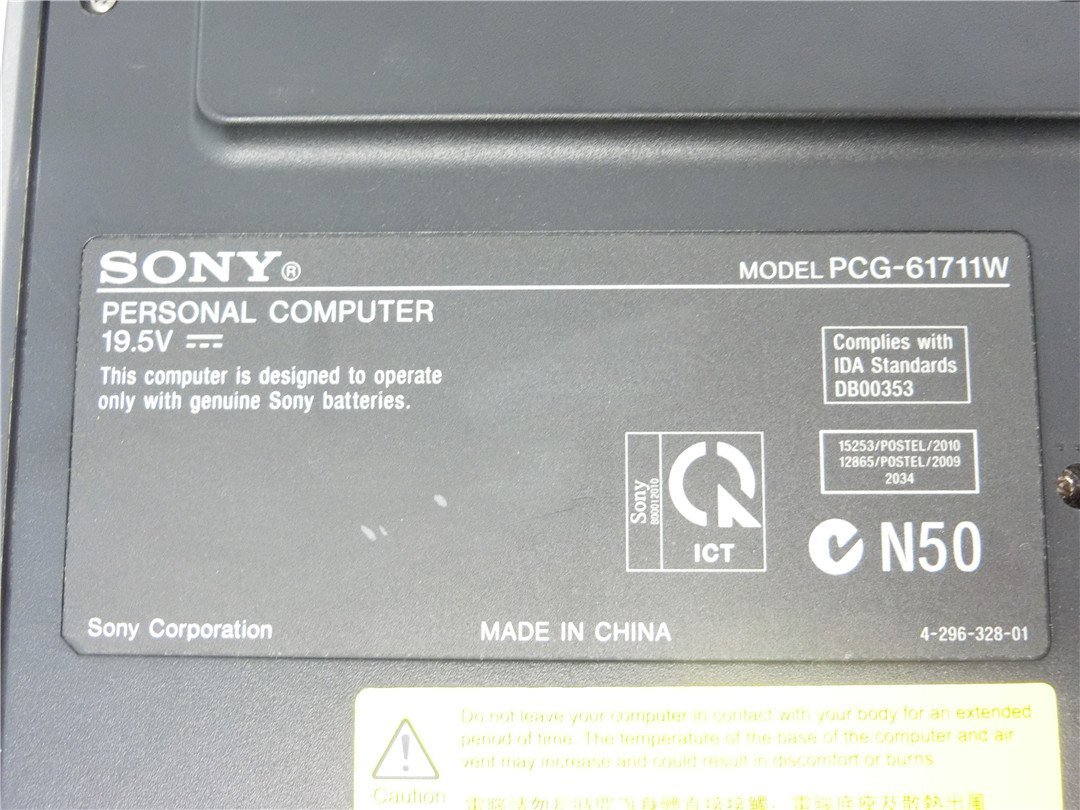 SONY®
MODEL PCG-61711W
PERSONAL COMPUTER
19.5V
This computer is designed to operate
only with genuine Sony batteries.
Complies with
IDA Standards
DB00353
15253/POSTEL/2010
12865/POSTEL/2009
2034
Sony
B00012010
ICT
N50
Sony Corporation
MADE IN CHINA
4-296-328-01
Do not leave your computer in contact with your body for an extended
period of time. The temperature of the base of the computer and air
vent may increase and could result in discomfort or burns.
Caution